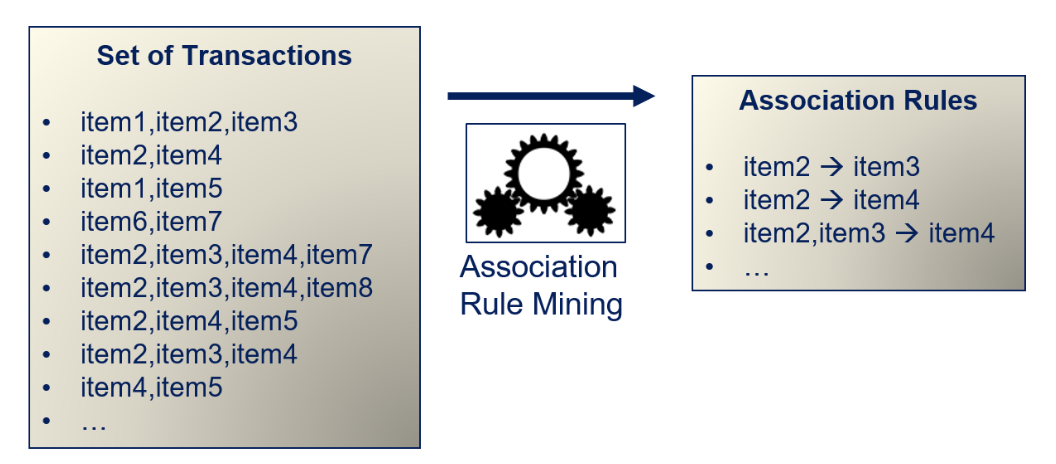 Set of Transactions
• item1,item2,item3
• item2,item4
• item1,item5
• item6,item7
• item2,item3,item4,item7
• item2,item3,item4,item8
• item2,item4,item5
• item2,item3,item4
• item4,item5
• …
Association
Rule Mining
Association Rules
• item2 → item3
• item2 → item4
• item2,item3 → item4
• …